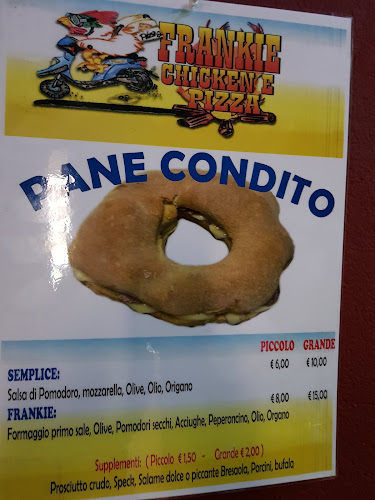 FRANKIE
CHICKEN E
PIZZA
PANE CONDITO
PICCOLO GRANDE
€ 6,00 € 10,00
SEMPLICE:
Salsa di Pomodoro, mozzarella, Olive, Olio, Origano
€ 8,00 € 15,00
FRANKIE:
Formaggio primo sale, Olive, Pomodori secchi, Acciughe, Peperoncino, Olio, Organo
Supplementi: ( Piccolo € 1,50 - Grande € 2,00 )
Prosciutto crudo, Speck, Salame dolce o piccante Bresaola, Porcini, bufala